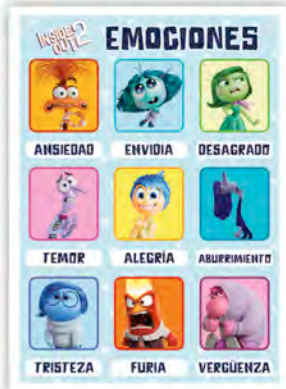 INSIDE OUT 2 EMOCIONES
ANSIEDAD ENVIDIA DESAGRADO
TEMOR ALEGRÍA ABURRIMIENTO
TRISTEZA FURIA VERGÜENZA